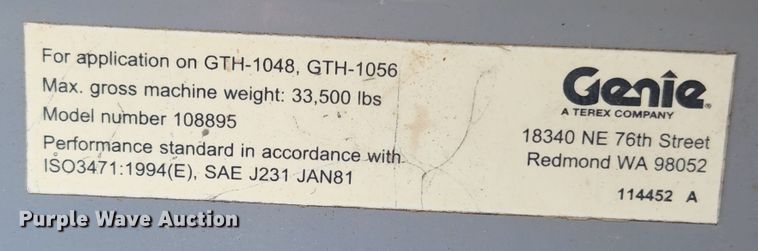 For application on GTH-1048, GTH-1056
Max. gross machine weight: 33,500 lbs
Model number 108895
Performance standard in accordance with
ISO3471:1994(E), SAE J231 JAN81
Genie®
A TEREX COMPANY
18340 NE 76th Street
Redmond WA 98052
114452 A
Purple Wave Auction